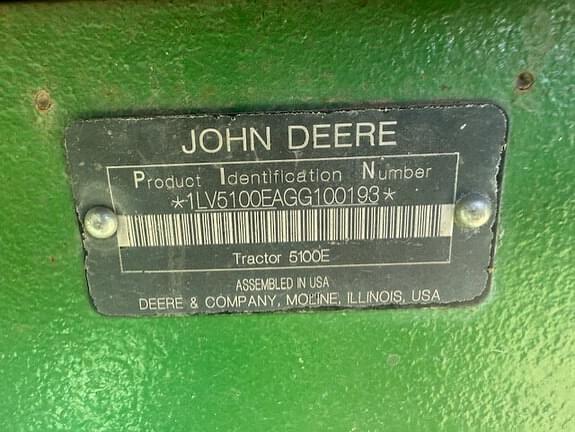 JOHN DEERE
Product Identification Number
*1LV5100EAGG100193*
Tractor 5100E
ASSEMBLED IN USA
DEERE & COMPANY, MOLINE, ILLINOIS, USA